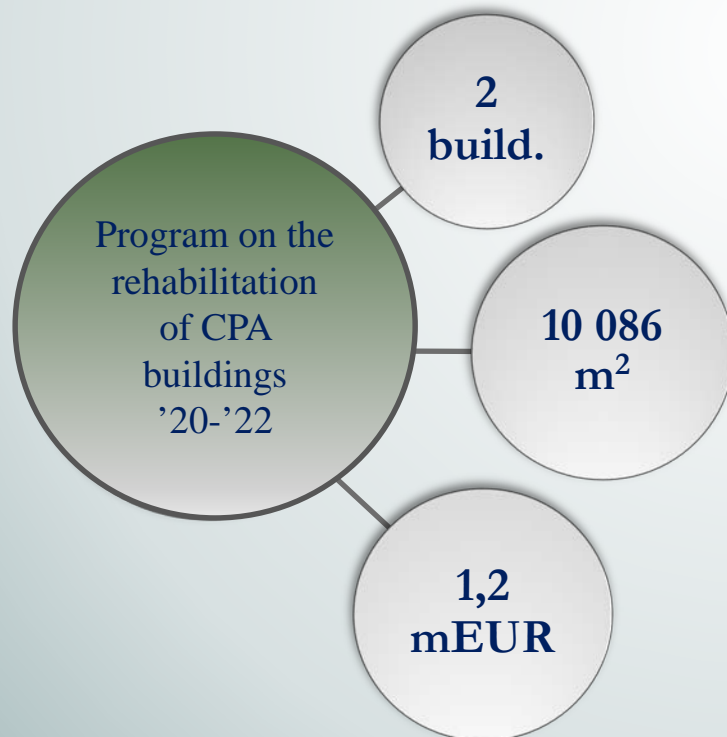 Program on the
rehabilitation
of CPA
buildings
’20-’22
2
build.
10 086
m²
1,2
mEUR